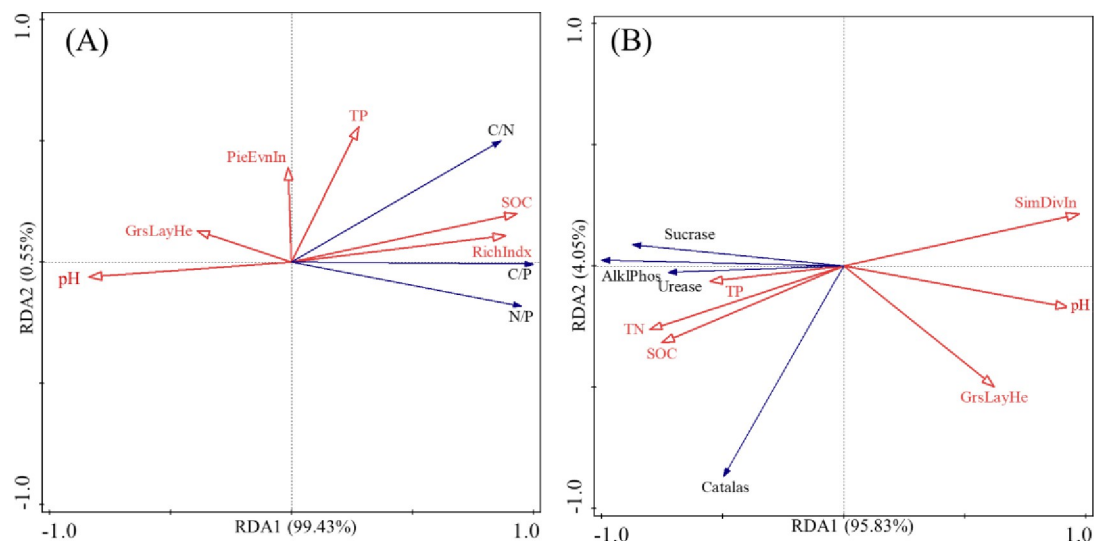 (A)
1.0
TP
C/N
PieEvnIn
SOC
GrsLayHe
RichIndx
pH
C/P
N/P
RDA2 (0.55%)
-1.0
-1.0
RDA1 (99.43%)
1.0
(B)
1.0
SimDivIn
Sucrase
AlklPhos
Urease
TP
pH
TN
SOC
GrsLayHe
Catalas
RDA2 (4.05%)
-1.0
-1.0
RDA1 (95.83%)
1.0